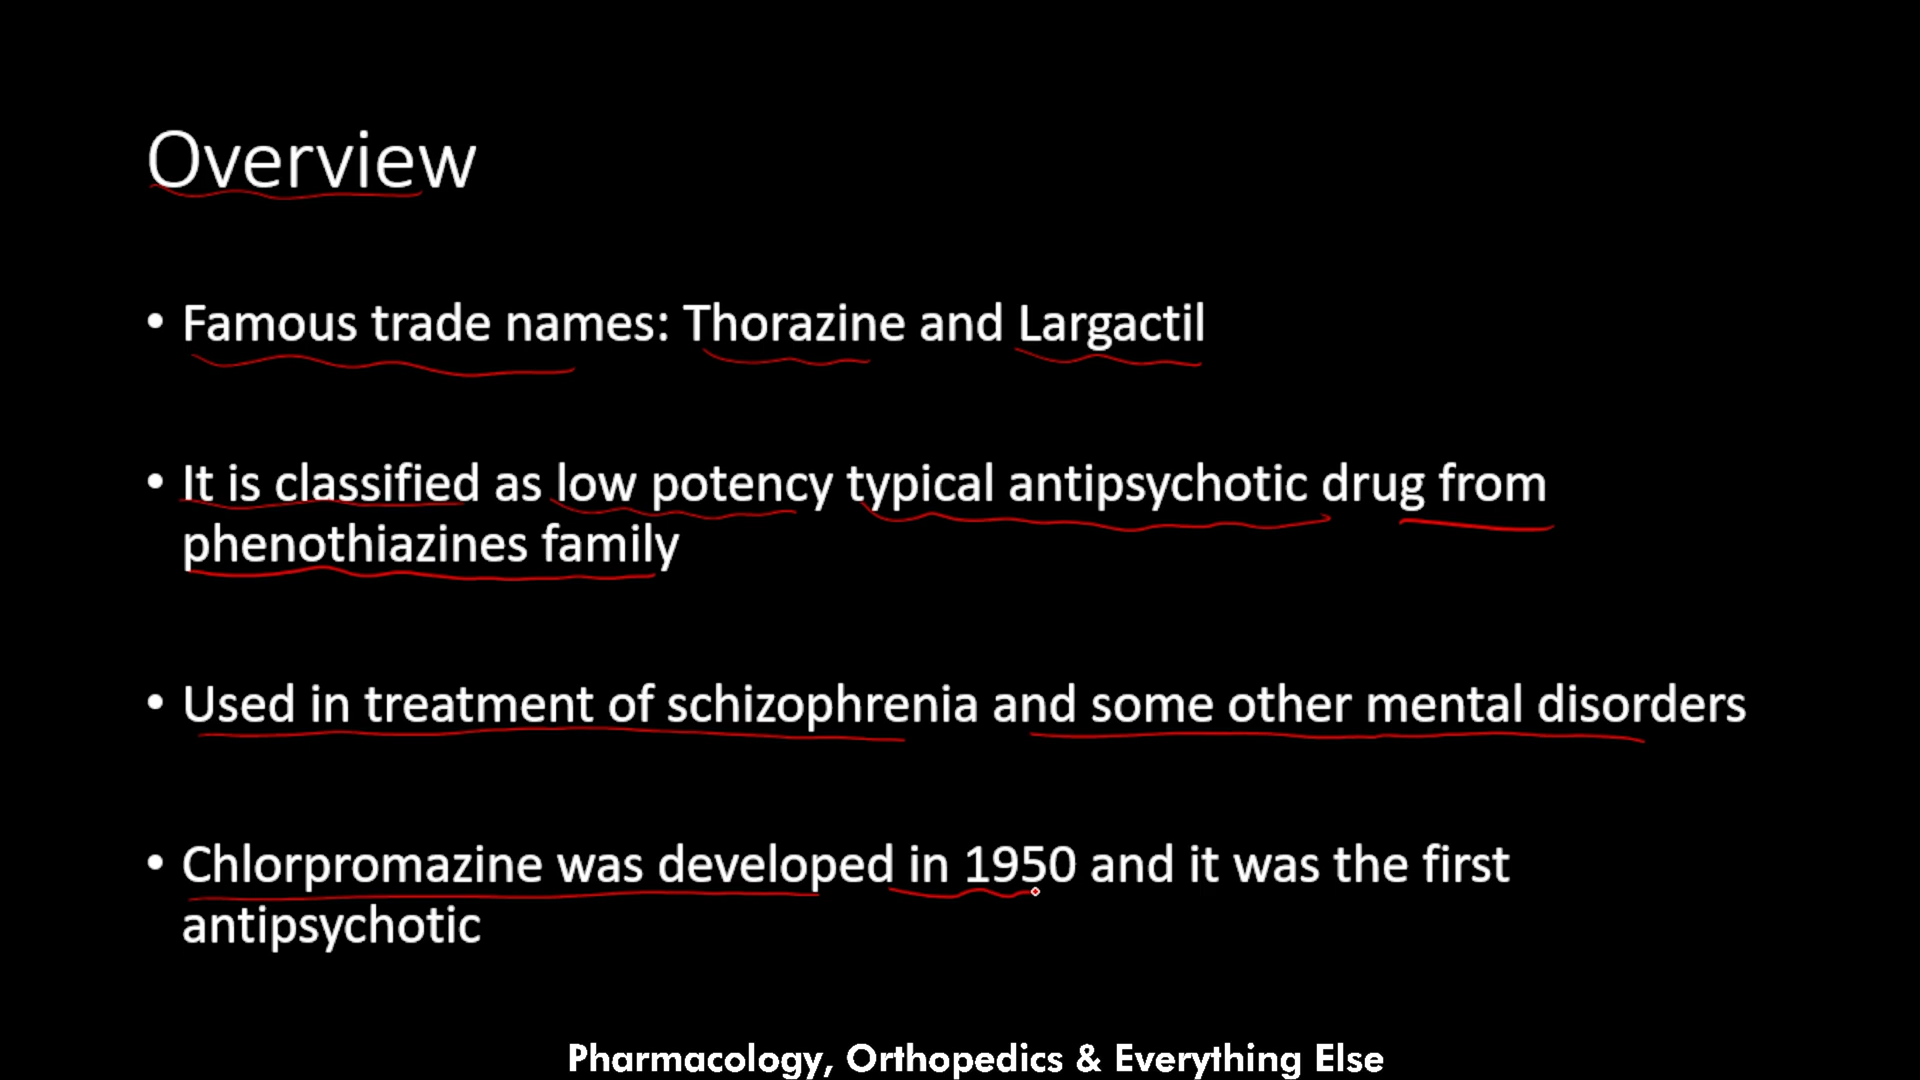 Overview
• Famous trade names: Thorazine and Largactil
• It is classified as low potency typical antipsychotic drug from
phenothiazines family
• Used in treatment of schizophrenia and some other mental disorders
• Chlorpromazine was developed in 1950 and it was the first
antipsychotic
Pharmacology, Orthopedics & Everything Else